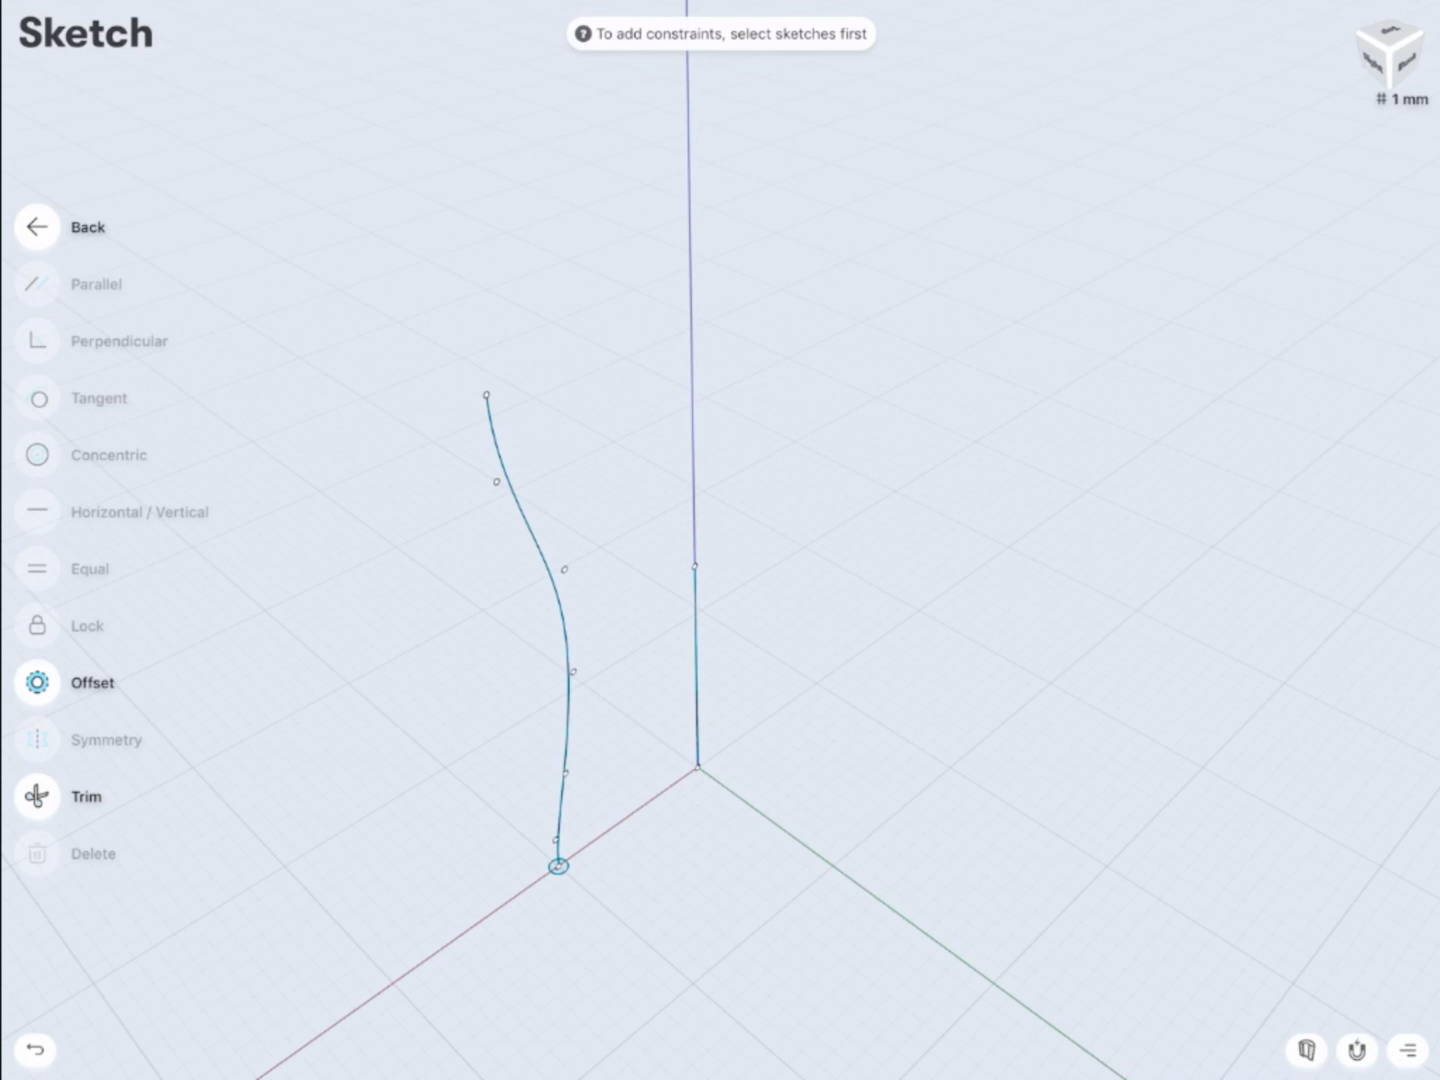 Sketch
To add constraints, select sketches first
Right
# 1 mm
Back
Parallel
Perpendicular
Tangent
Concentric
Horizontal / Vertical
Equal
Lock
Offset
Symmetry
Trim
Delete